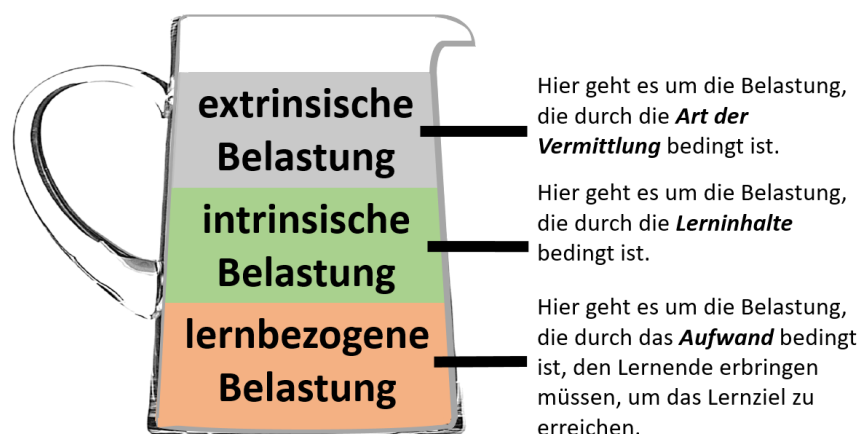 extrinsische
Belastung
Hier geht es um die Belastung,
die durch die Art der
Vermittlung bedingt ist.
intrinsische
Belastung
Hier geht es um die Belastung,
die durch die Lerninhalte
bedingt ist.
lernbezogene
Belastung
Hier geht es um die Belastung,
die durch das Aufwand bedingt
ist, den Lernende erbringen
müssen, um das Lernziel zu
erreichen.